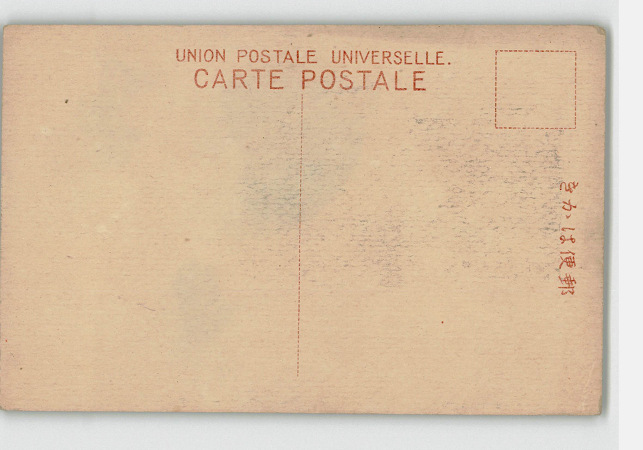 UNION POSTALE UNIVERSELLE.
CARTE POSTALE
きかは便郵